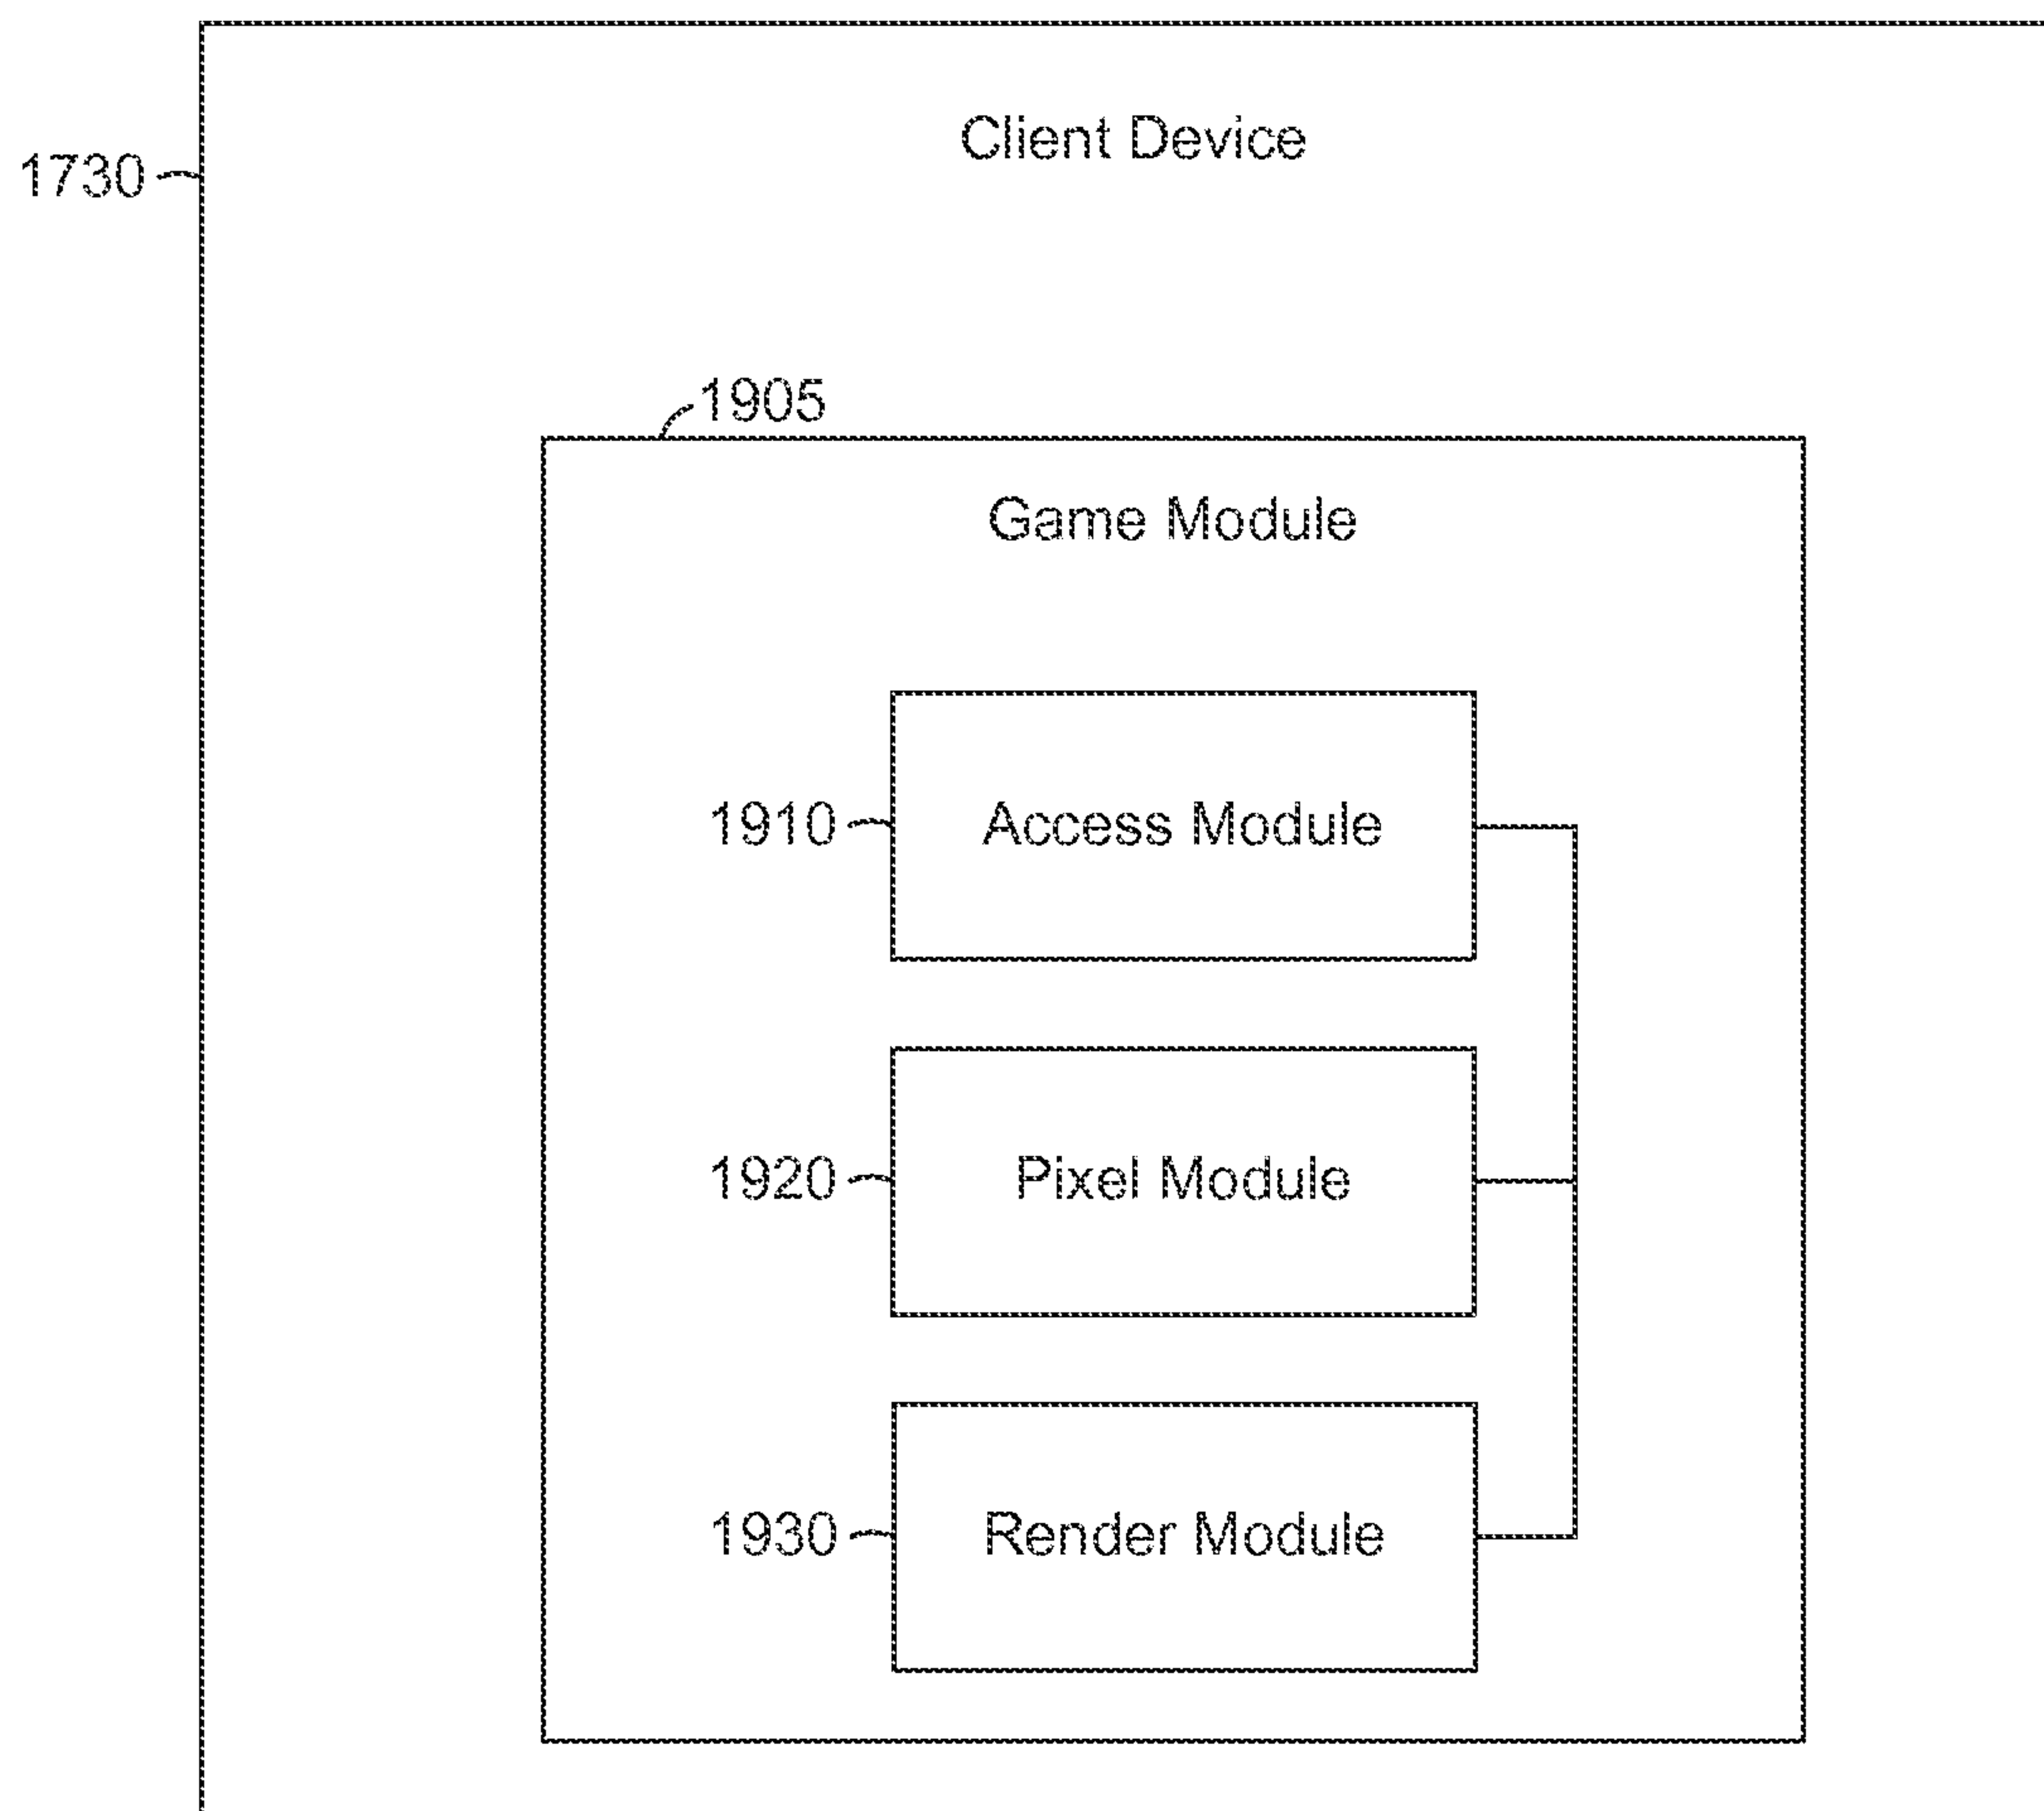 Client Device
1730
1905
Game Module
1910 Access Module
1920 Pixel Module
1930 Render Module